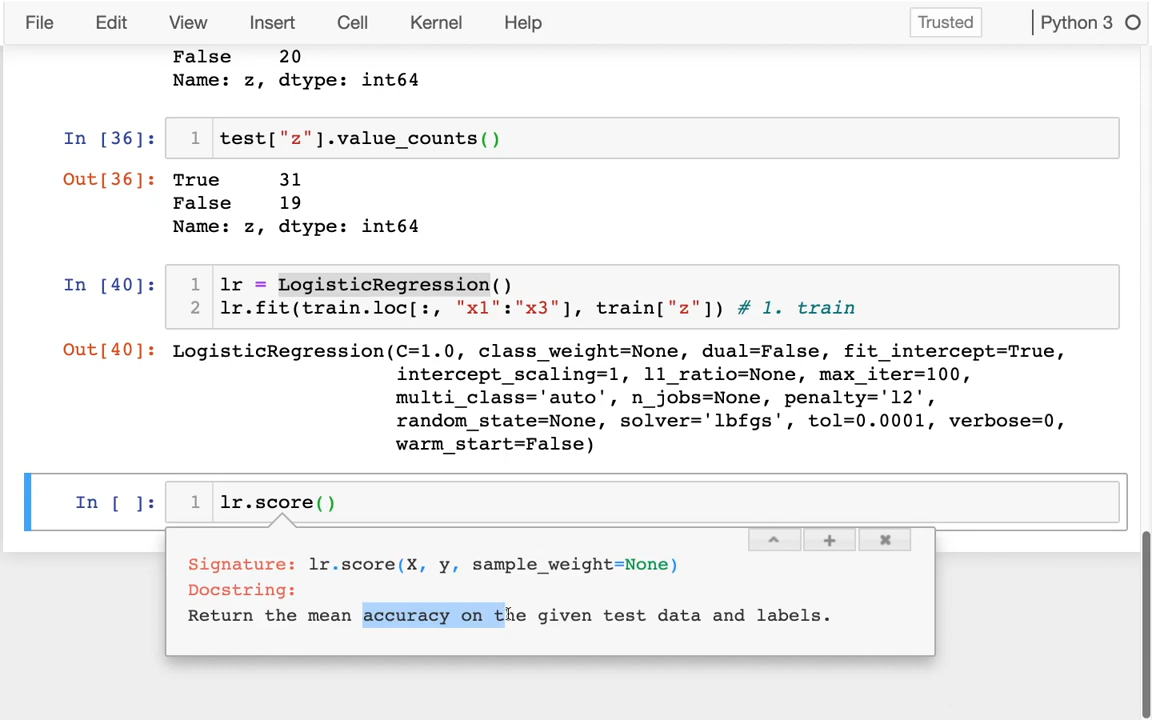 File Edit View Insert Cell Kernel Help Trusted Python 3
False 20
Name: z, dtype: int64
In [36]: 1 test["z"].value_counts()
Out[36]: True 31
False 19
Name: z, dtype: int64
In [40]: 1 lr = LogisticRegression()
2 lr.fit(train.loc[:, "x1":"x3"], train["z"]) # 1. train
Out[40]: LogisticRegression(C=1.0, class_weight=None, dual=False, fit_intercept=True,
intercept_scaling=1, l1_ratio=None, max_iter=100,
multi_class='auto', n_jobs=None, penalty='l2',
random_state=None, solver='lbfgs', tol=0.0001, verbose=0,
warm_start=False)
In [ ]: 1 lr.score()
Signature: lr.score(X, y, sample_weight=None)
Docstring:
Return the mean accuracy on the given test data and labels.